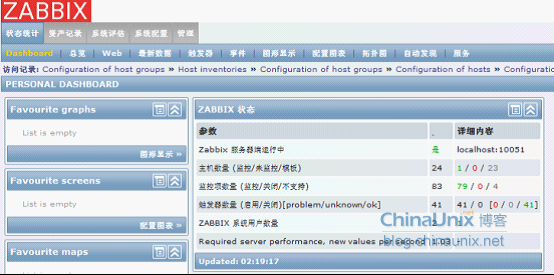 ZABBIX
状态统计 资产记录 系统评估 系统配置 管理
Dashboard 总览 Web 最新数据 触发器 事件 图形显示 配置图表 拓扑图 自动发现 服务
访问记录: Configuration of host groups » Host inventories » Configuration of host groups » Configuration of hosts » Configuratio
PERSONAL DASHBOARD
Favourite graphs
List is empty
图形显示 »
Favourite screens
List is empty
配置图表 »
Favourite maps
List is empty
ZABBIX 状态
参数 . 详细内容
Zabbix 服务器端运行中 是 localhost:10051
主机数量 (监控/未监控/模板) 24 1 / 0 / 23
监控项数量 (监控/关闭/不支持) 83 79 / 0 / 4
触发器数量 (启用/关闭)[problem/unknown/ok] 41 41 / 0 [0 / 0 / 41]
ZABBIX 系统用户数量
Required server performance, new values per second 1.03 -
Updated: 02:19:17
ChinaUnix 博客
blog.chinaunix.net